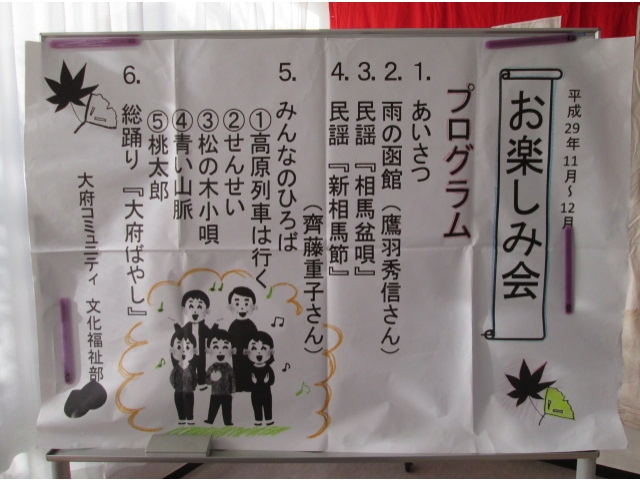 平成29年11月~12月
お楽しみ会
プログラム
1. あいさつ
2. 雨の函館（鷹羽秀信さん）
3. 民謡『相馬盆唄』
4. 民謡『新相馬節』
（齊藤重子さん）
5. みんなのひろば
①高原列車は行く
②せんせい
③松の木小唄
④青い山脈
⑤桃太郎
6. 総踊り『大府ばやし』
大府コミュニティ 文化福祉部